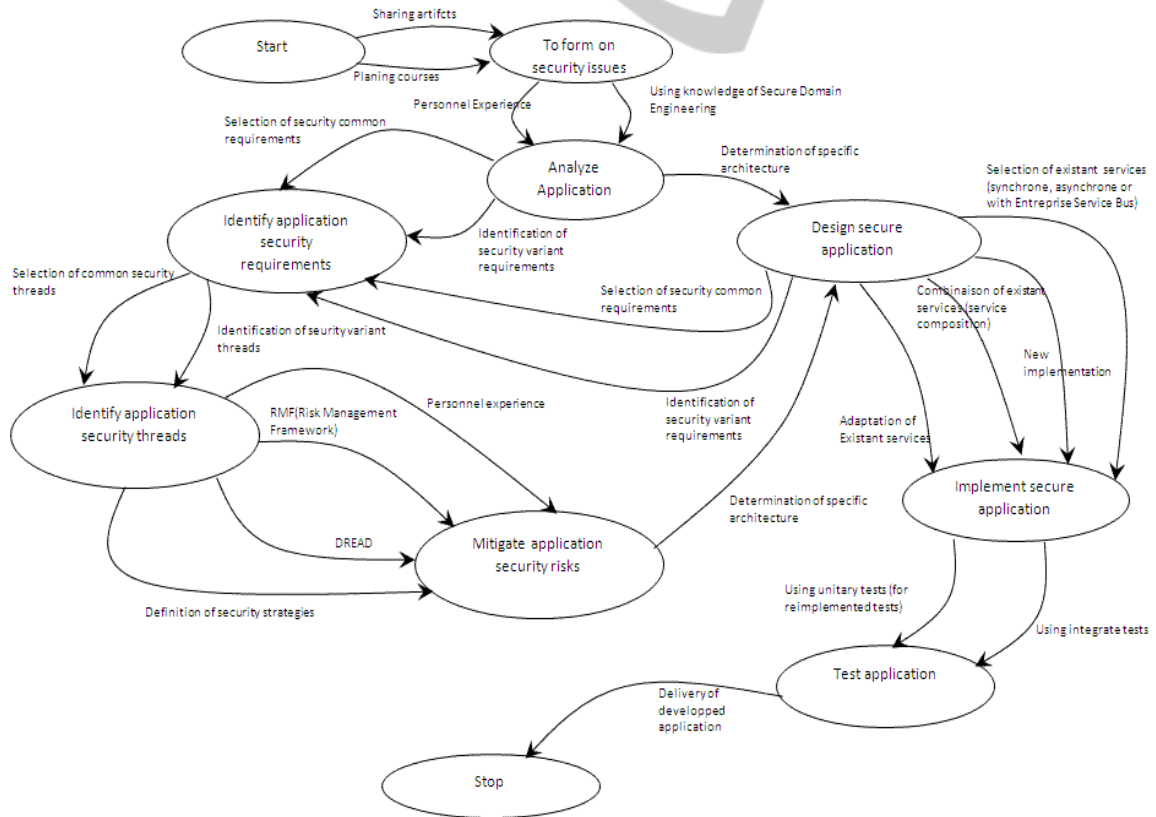 Sharing artifcts
Start
Planing courses
To form on
security issues
Personnel Experience
Using knowledge of Secure Domain
Engineering
Selection of security common
requirements
Analyze
Application
Determination of specific
architecture
Selection of existant services
(synchrone, asynchrone or
with Entreprise Service Bus)
Identify application
security
requirements
Identification of
security variant
requirements
Design secure
application
Selection of common security
threads
Identification of seurity variant
threads
Selection of security common
requirements
Combinaison of existant
services (service
composition)
New
implementation
Identify application
security threads
RMF(Risk Management
Framework)
Personnel experience
Identification of
security variant
requirements
Adaptation of
Existant services
Implement secure
application
Determination of specific
architecture
DREAD
Mitigate application
security risks
Definition of security strategies
Using unitary tests (for
reimplemented tests)
Using integrate tests
Test application
Delivery of
developped
application
Stop